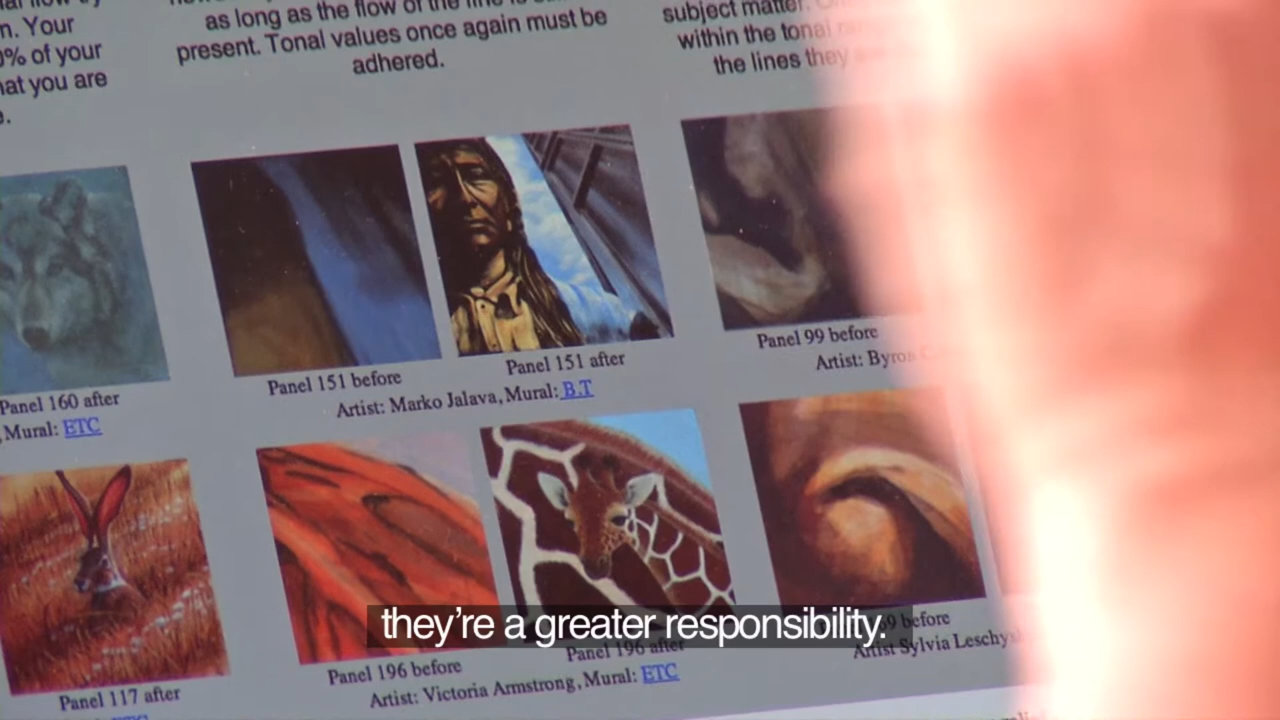 n. Your
% of your
hat you are
e.
as long as the flow of the line is
present. Tonal values once again must be
adhered.
subject matter.
within the tonal
the lines they
Panel 160 after
, Mural: ETC
Panel 151 before
Panel 151 after
Artist: Marko Jalava, Mural: B.T
Panel 99 before
Artist: Byron
Panel 117 after
Panel 196 before
Panel 196 after
Artist: Victoria Armstrong, Mural: ETC
69 before
Artist Sylvia Leschy
they're a greater responsibility.